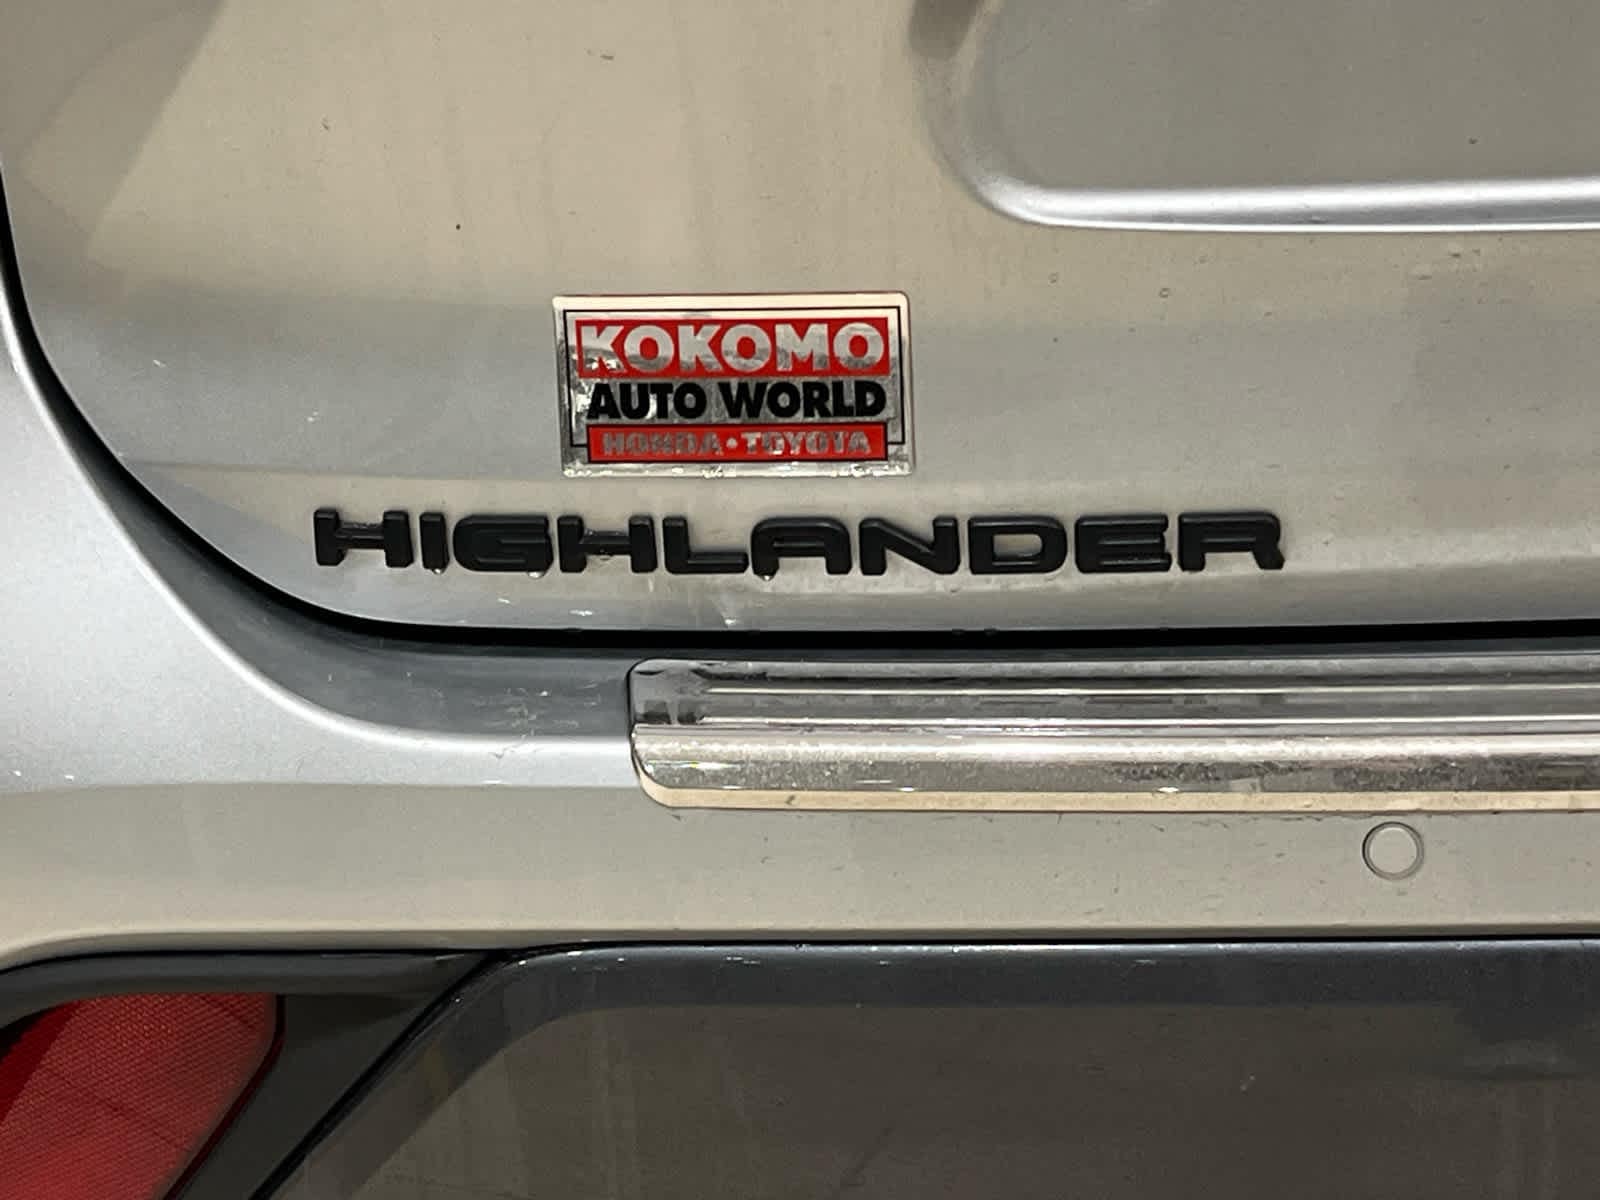 KOKOMO
AUTO WORLD
HONDA • TOYOTA
HIGHLANDER